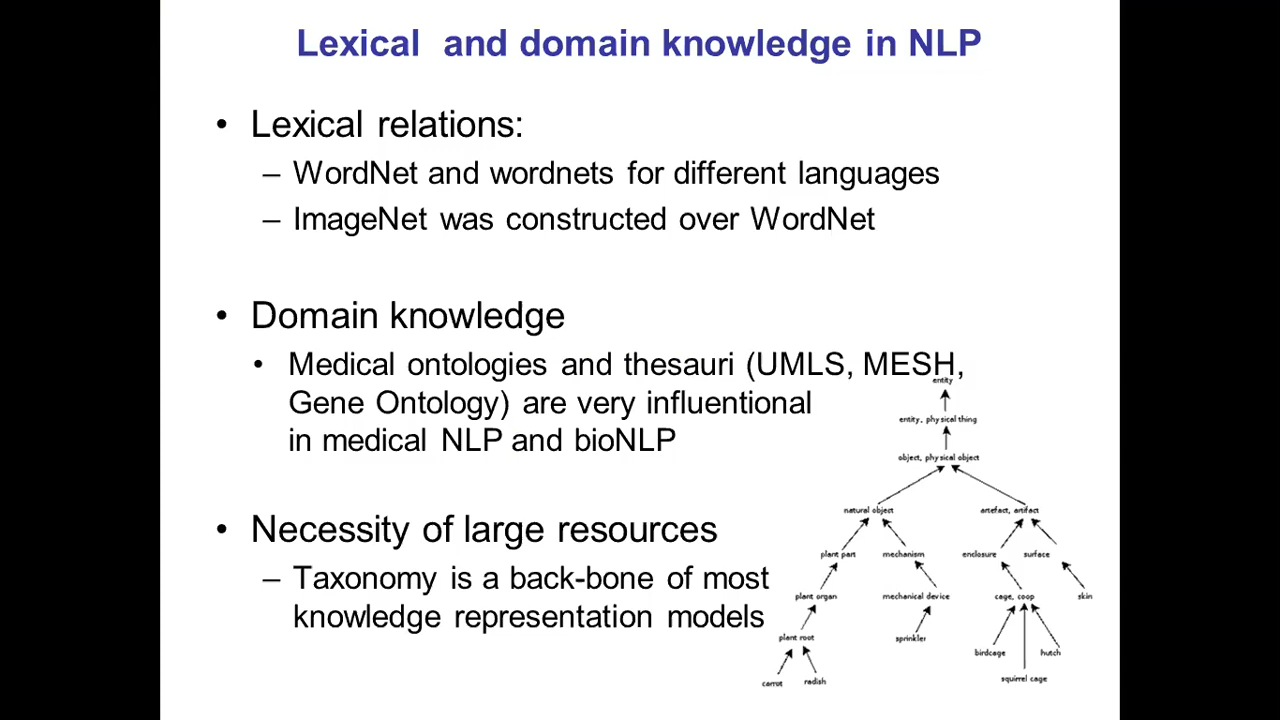 Lexical and domain knowledge in NLP
• Lexical relations:
– WordNet and wordnets for different languages
– ImageNet was constructed over WordNet
• Domain knowledge
• Medical ontologies and thesauri (UMLS, MESH,
Gene Ontology) are very influentional
in medical NLP and bioNLP
• Necessity of large resources
– Taxonomy is a back-bone of most
knowledge representation models
entity
entity, physical thing
object, physical object
natural object
artefact, artifact
plant part
mechanism
enclosure
surface
plant organ
mechanical device
cage, coop
skin
plant root
sprinkler
birdcage
hutch
squirrel cage
carrot
radish